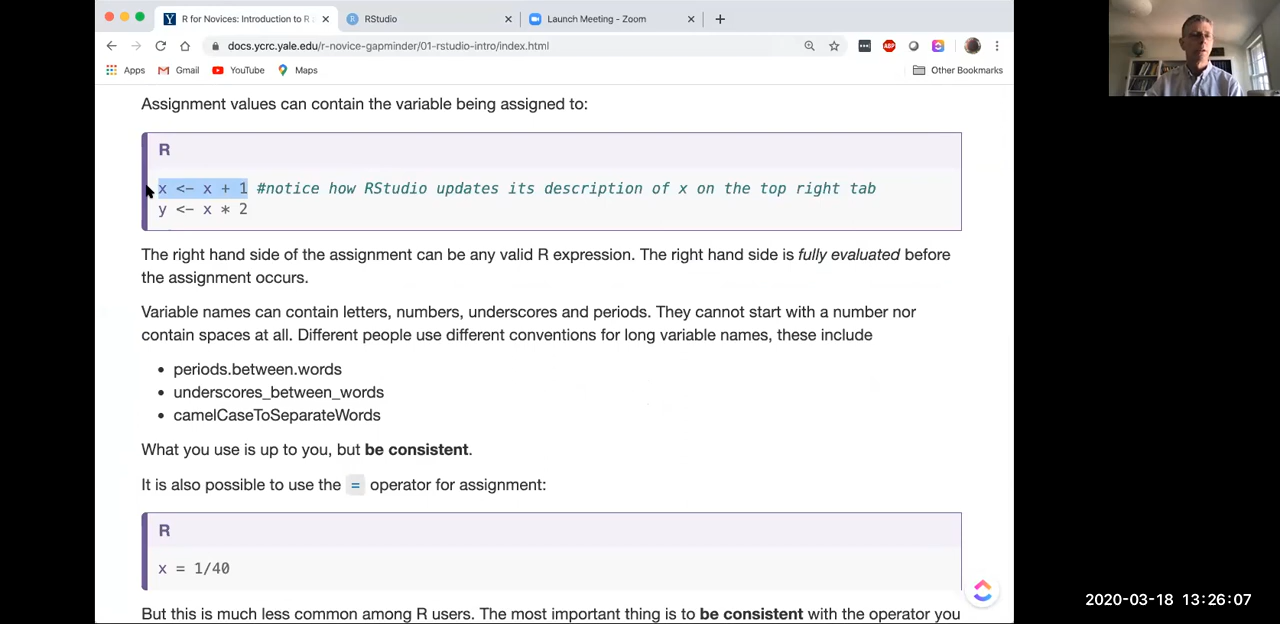 R for Novices: Introduction to R
RStudio
Launch Meeting - Zoom
docs.ycrc.yale.edu/r-novice-gapminder/01-rstudio-intro/index.html
ABP
Apps
Gmail
YouTube
Maps
Other Bookmarks
Assignment values can contain the variable being assigned to:
R
x <- x + 1 #notice how RStudio updates its description of x on the top right tab
y <- x * 2
The right hand side of the assignment can be any valid R expression. The right hand side is fully evaluated before
the assignment occurs.
Variable names can contain letters, numbers, underscores and periods. They cannot start with a number nor
contain spaces at all. Different people use different conventions for long variable names, these include
• periods.between.words
• underscores_between_words
• camelCaseToSeparateWords
What you use is up to you, but be consistent.
It is also possible to use the = operator for assignment:
R
x = 1/40
But this is much less common among R users. The most important thing is to be consistent with the operator you
2020-03-18 13:26:07